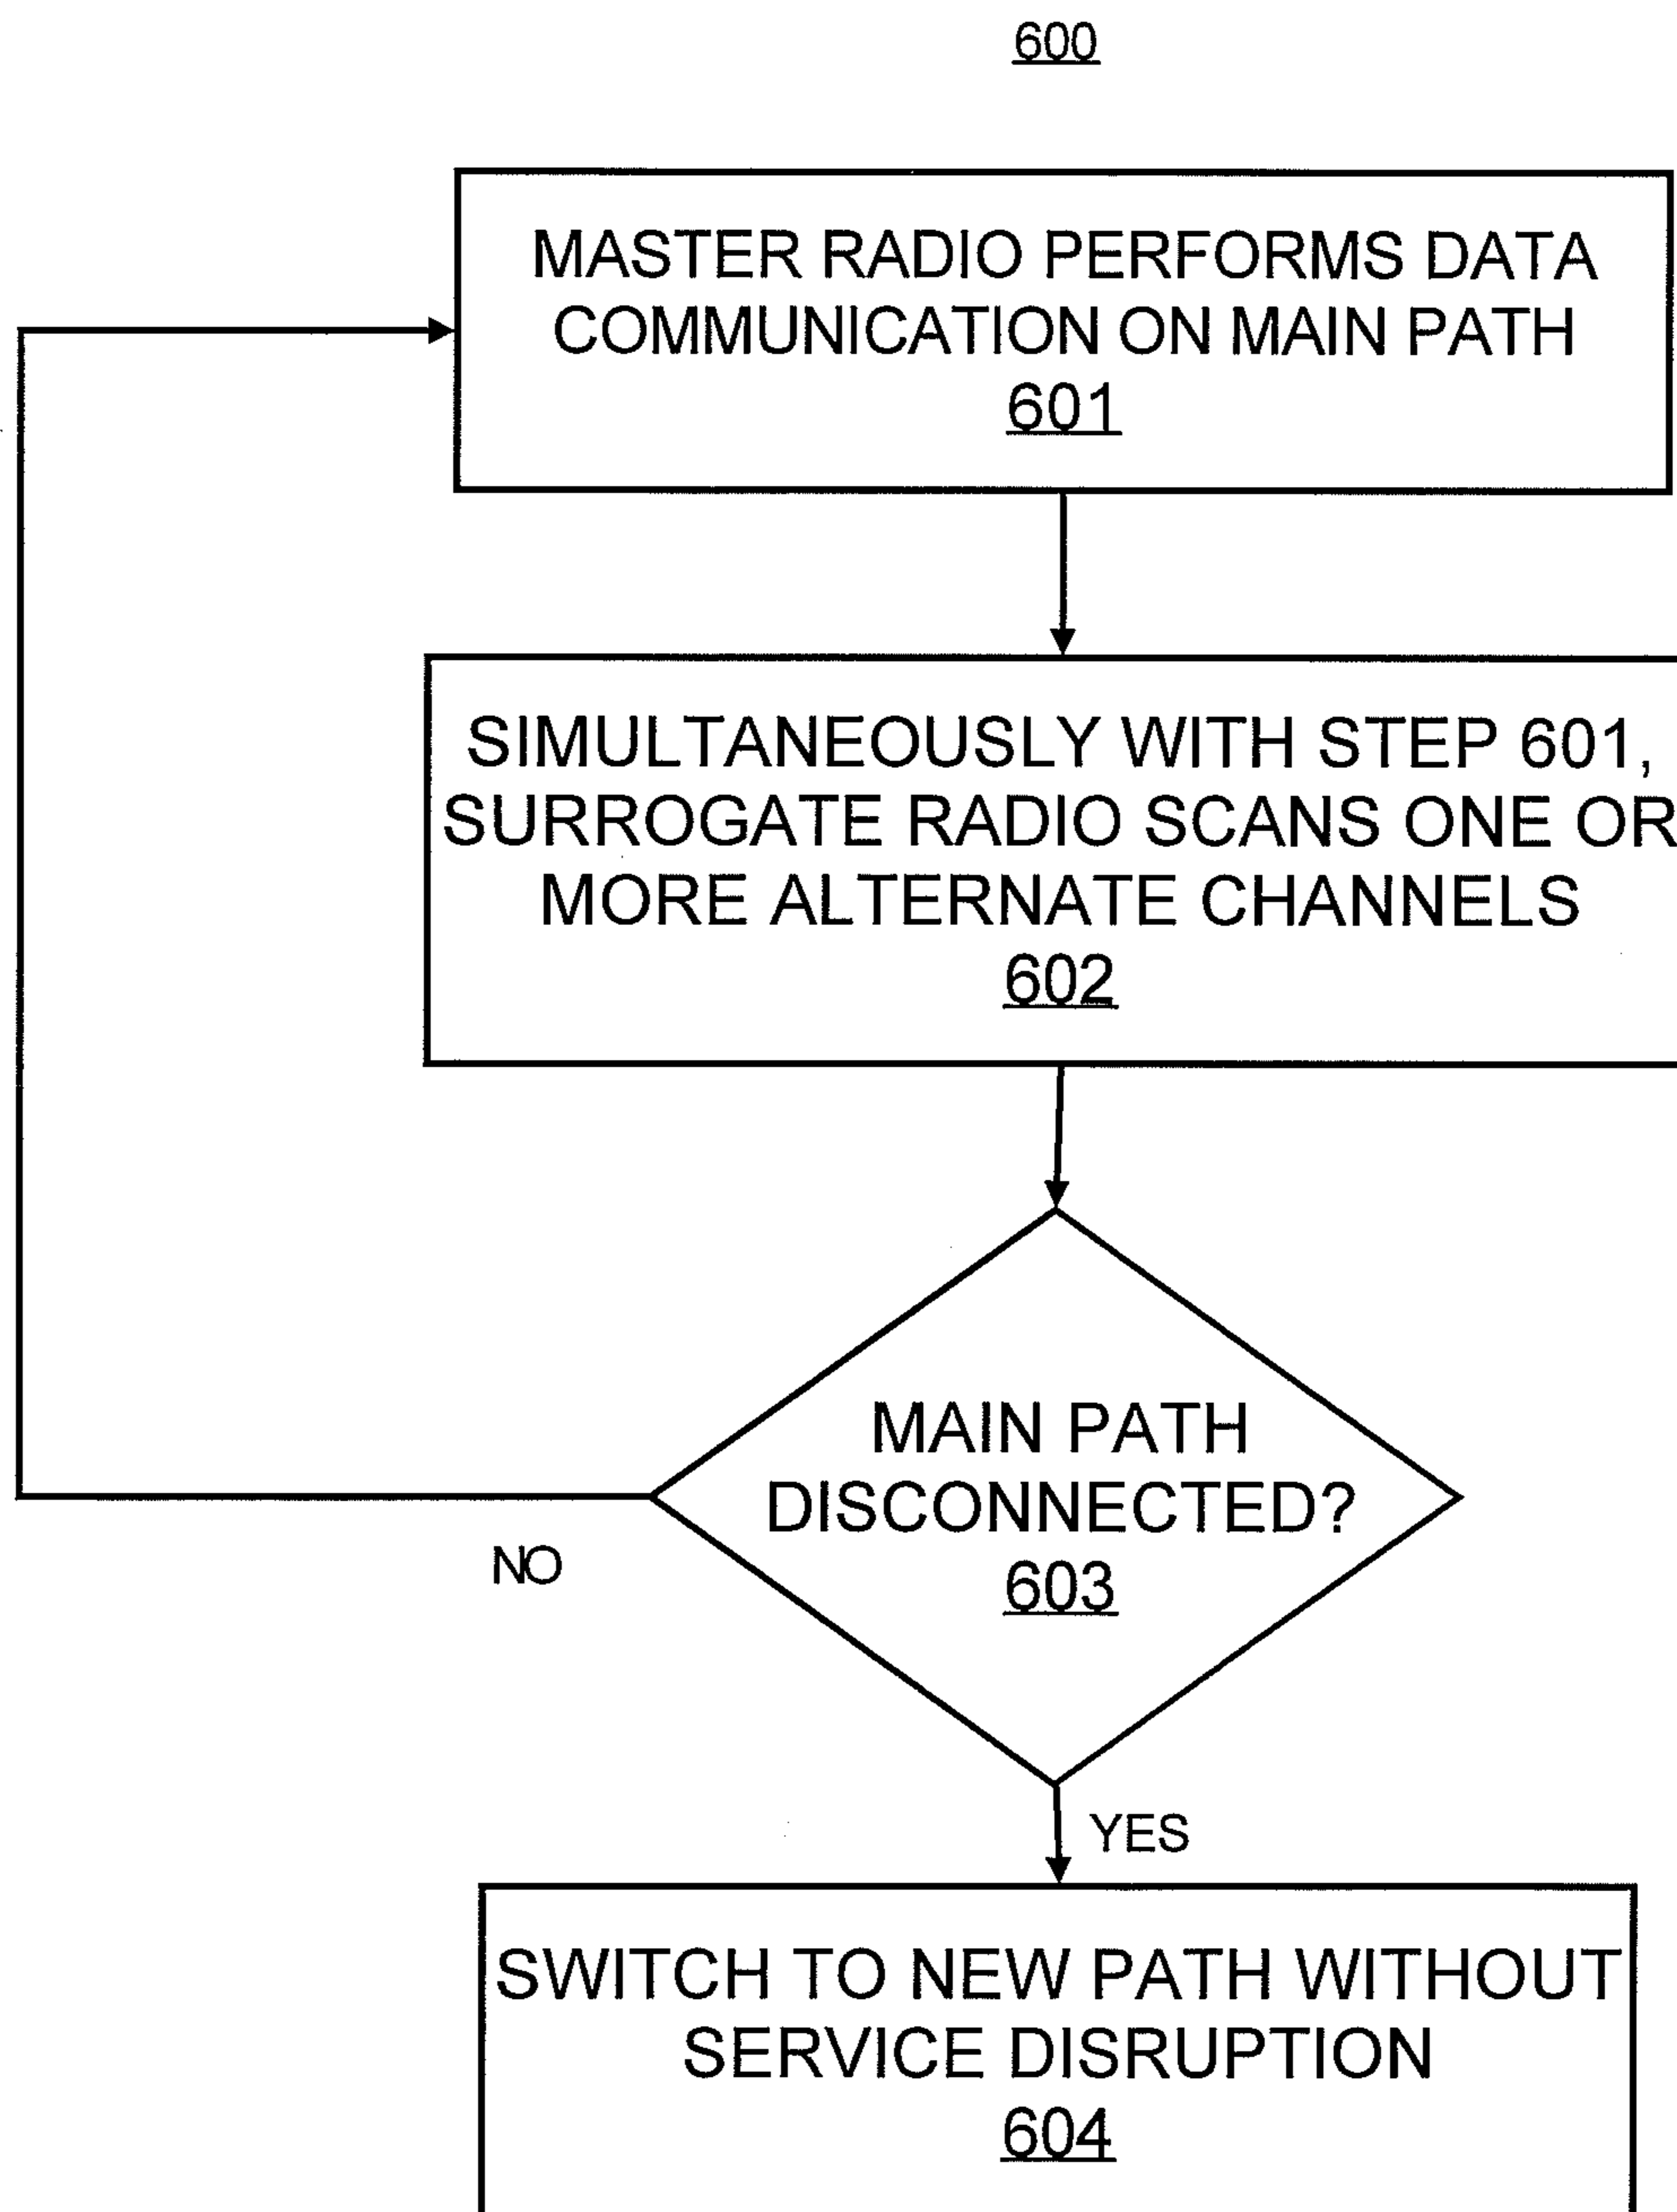 600
MASTER RADIO PERFORMS DATA
COMMUNICATION ON MAIN PATH
601
SIMULTANEOUSLY WITH STEP 601,
SURROGATE RADIO SCANS ONE OR
MORE ALTERNATE CHANNELS
602
MAIN PATH
DISCONNECTED?
603
NO
YES
SWITCH TO NEW PATH WITHOUT
SERVICE DISRUPTION
604